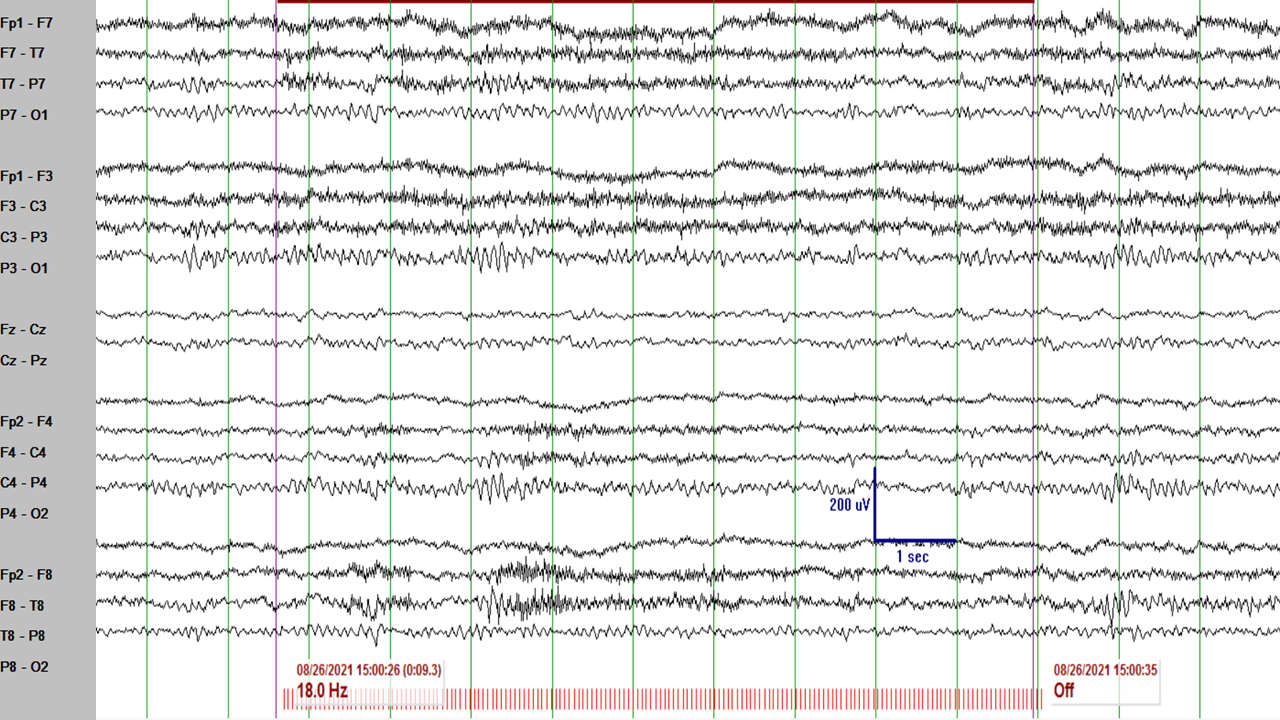 Fp1 - F7
F7 - T7
T7 - P7
P7 - O1
Fp1 - F3
F3 - C3
C3 - P3
P3 - O1
Fz - Cz
Cz - Pz
Fp2 - F4
F4 - C4
C4 - P4
P4 - O2
200 uV
1 sec
Fp2 - F8
F8 - T8
T8 - P8
P8 - O2
08/26/2021 15:00:26 (0:09.3)
18.0 Hz
08/26/2021 15:00:35
Off